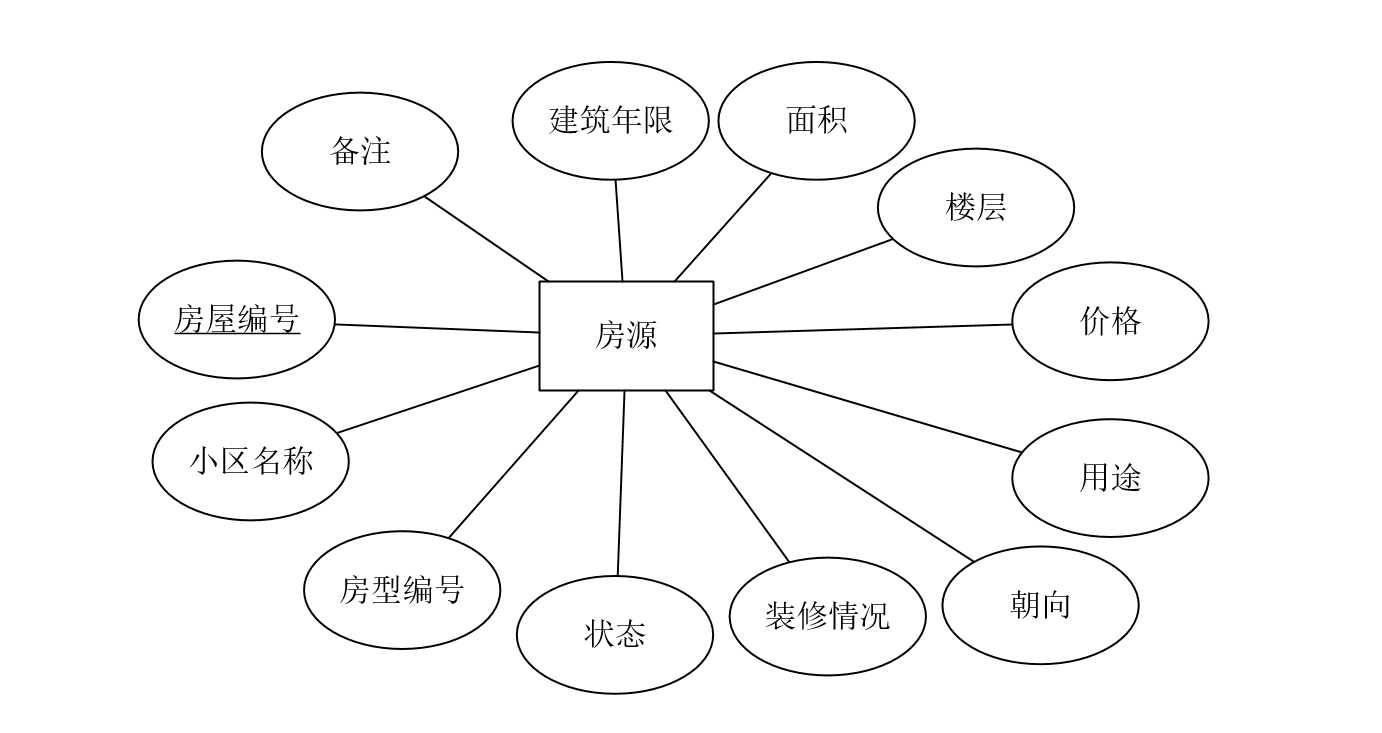 建筑年限
面积
备注
楼层
房屋编号
房源
价格
小区名称
用途
房型编号
状态
装修情况
朝向